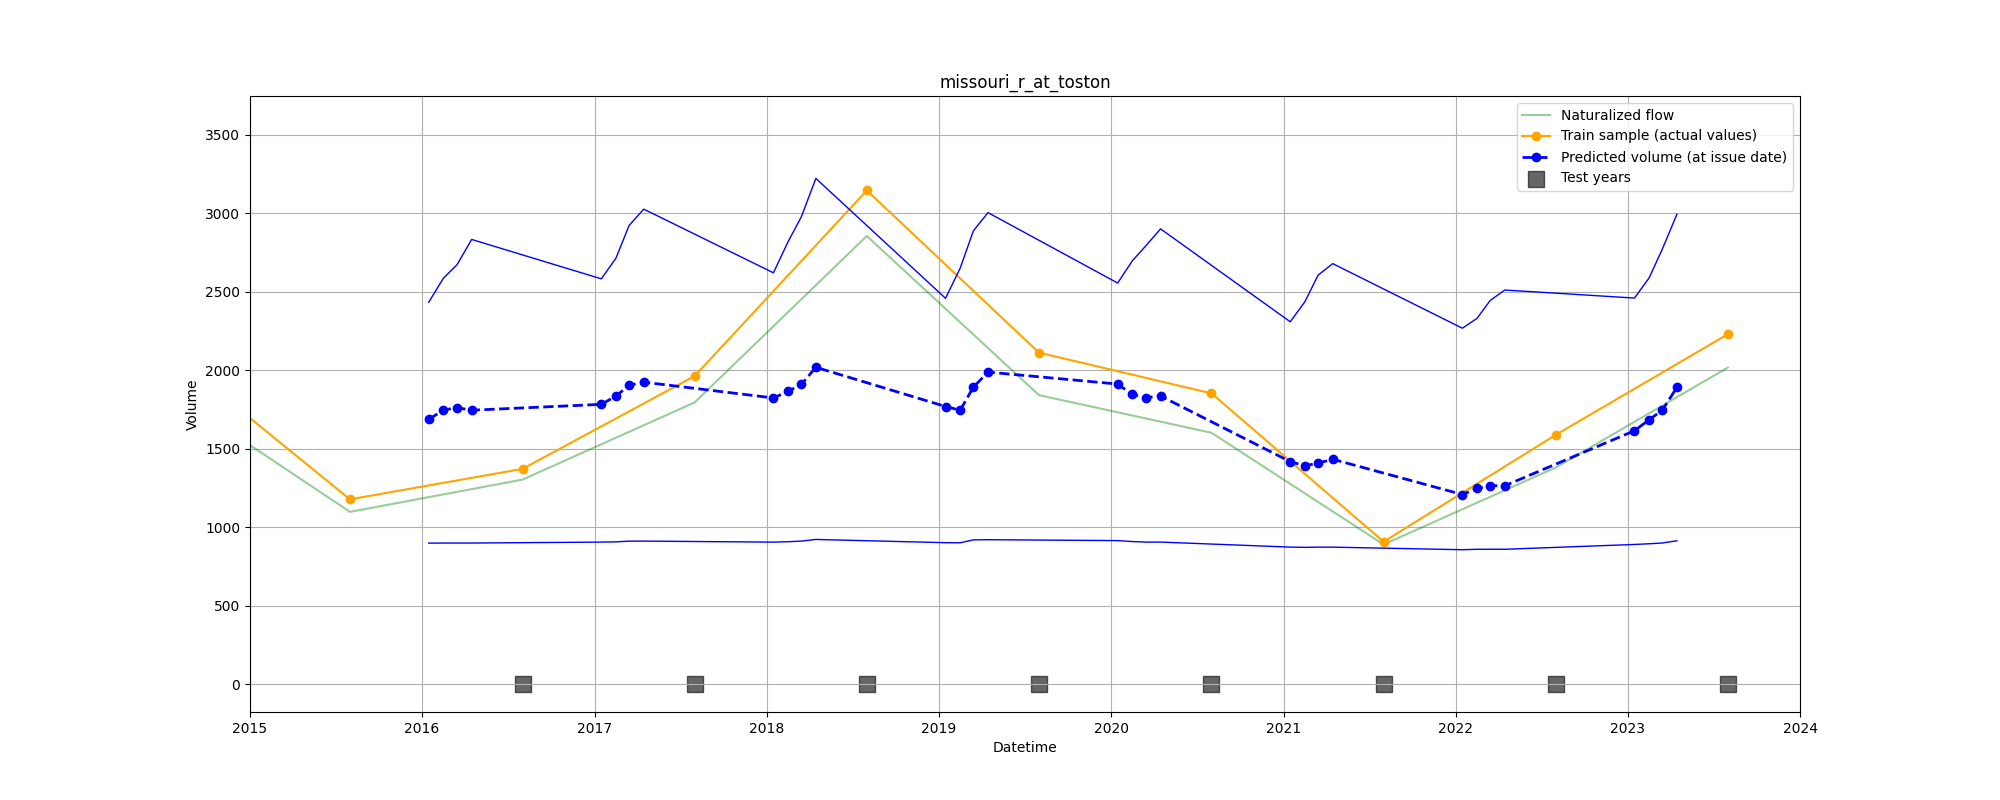 missouri_r_at_toston
Naturalized flow
Train sample (actual values)
Predicted volume (at issue date)
Test years
3500
3000
2500
2000
1500
1000
500
0
Volume
2015 2016 2017 2018 2019 2020 2021 2022 2023 2024
Datetime